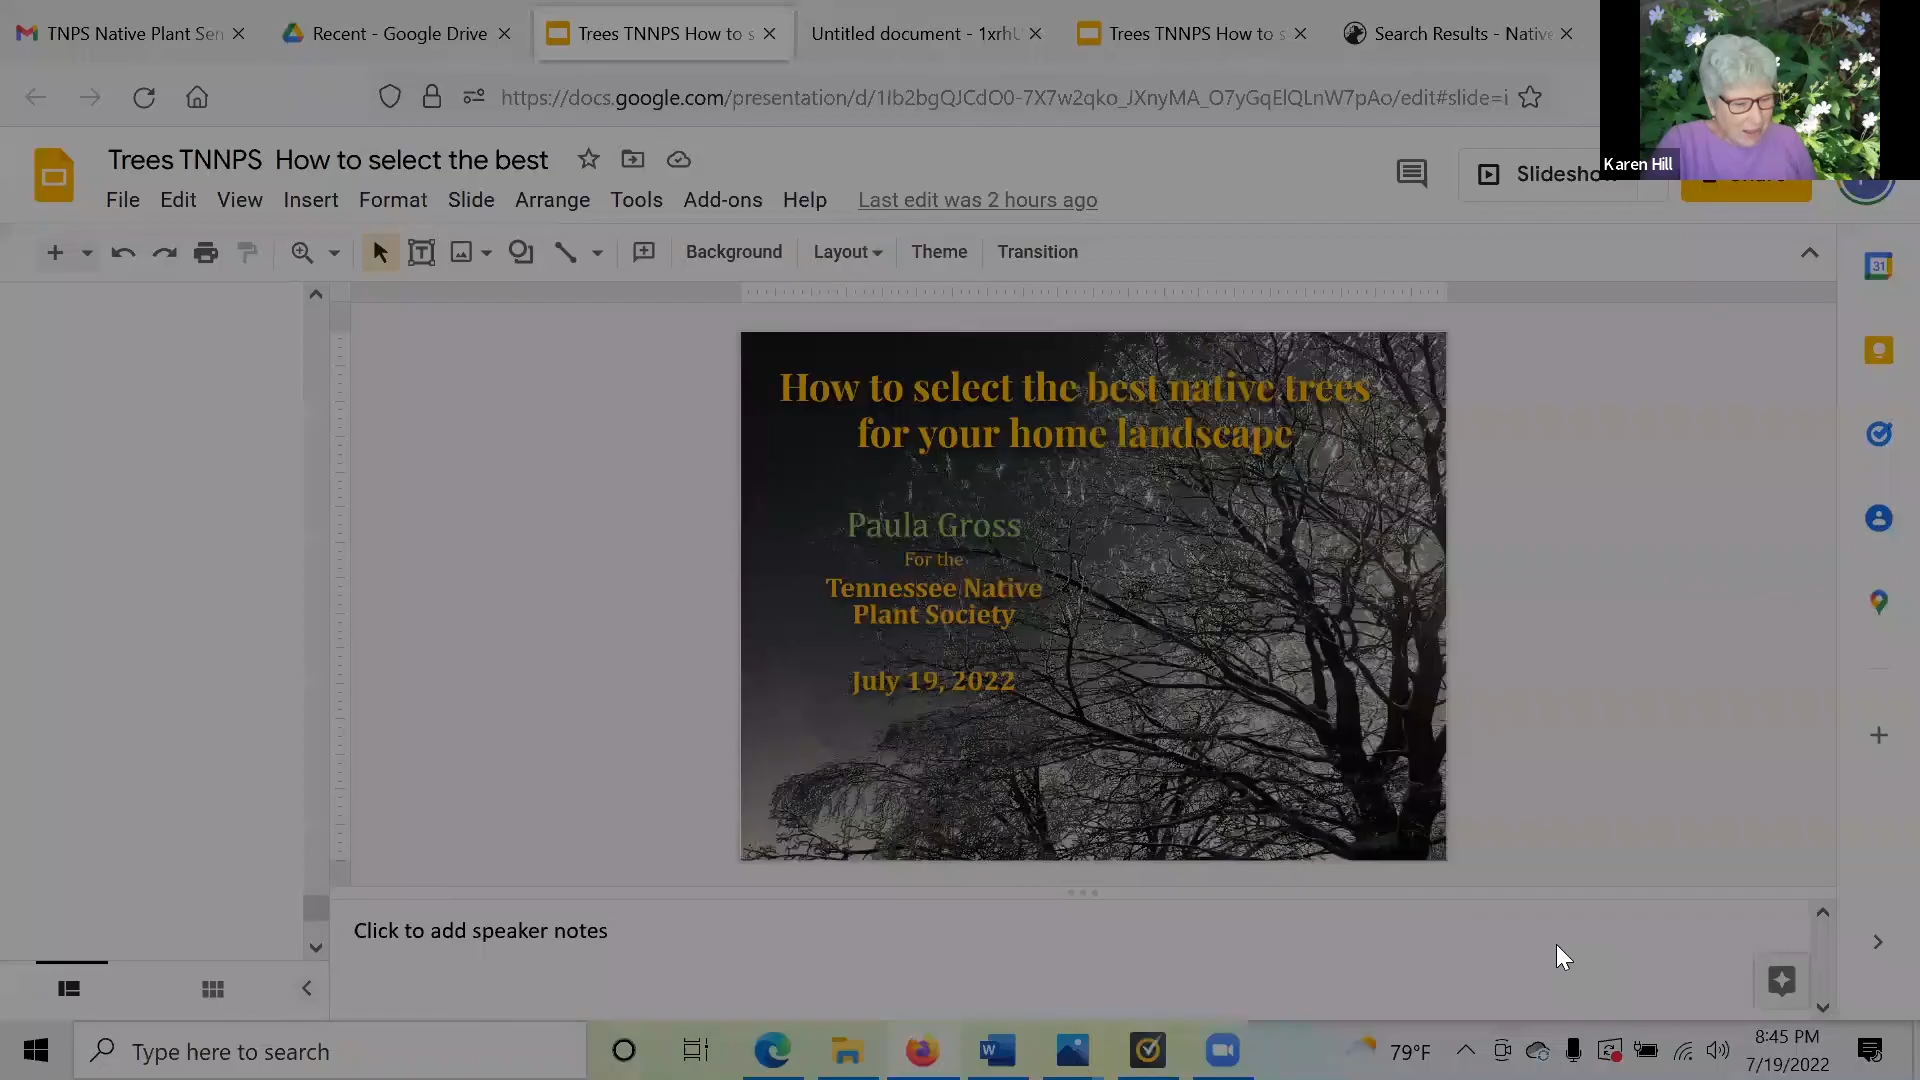 TNPS Native Plant Sen
Recent - Google Drive
Trees TNNPS How to s
Untitled document - 1xrhU
Trees TNNPS How to s
Search Results - Native
https://docs.google.com/presentation/d/1Ib2bgQJCdO0-7X7w2qko_JXnyMA_O7yGqElQLnW7pAo/edit#slide=i
Karen Hill
Trees TNNPS How to select the best
Slideshow
File Edit View Insert Format Slide Arrange Tools Add-ons Help Last edit was 2 hours ago
Background Layout Theme Transition
31
How to select the best native trees
for your home landscape
Paula Gross
For the
Tennessee Native
Plant Society
July 19, 2022
Click to add speaker notes
Type here to search
W
79°F
8:45 PM
7/19/2022